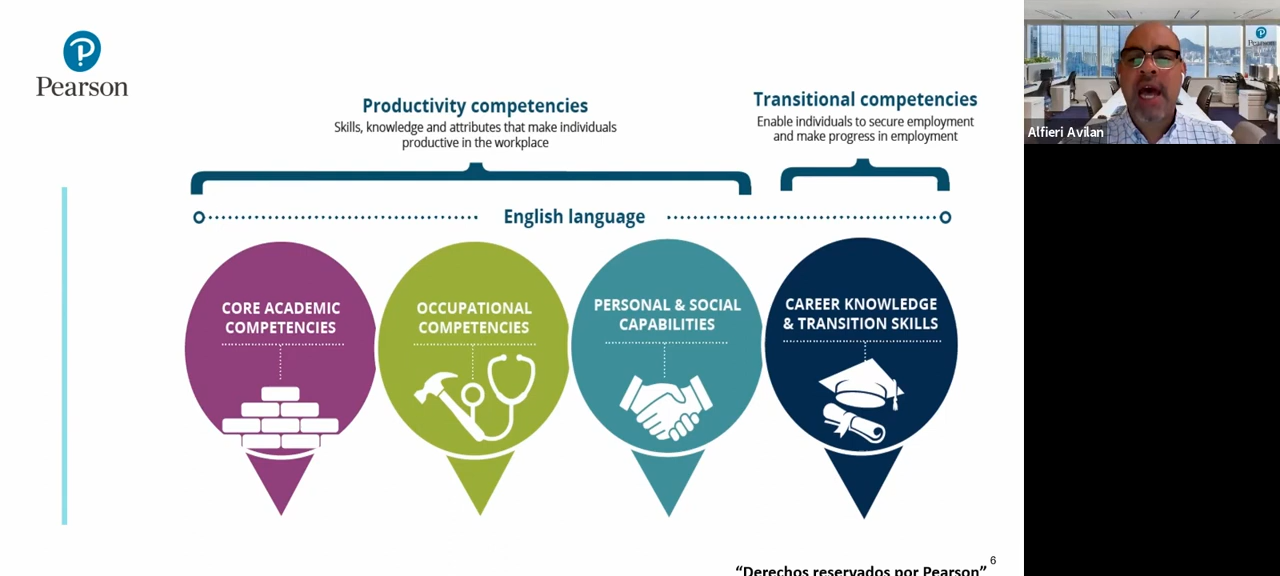 Pearson
Productivity competencies
Skills, knowledge and attributes that make individuals
productive in the workplace
Transitional competencies
Enable individuals to secure employment
and make progress in employment
English language
CORE ACADEMIC
COMPETENCIES
OCCUPATIONAL
COMPETENCIES
PERSONAL & SOCIAL
CAPABILITIES
CAREER KNOWLEDGE
& TRANSITION SKILLS
“Derechos reservados por Pearson”
6
Pearson
Alfieri Avilan